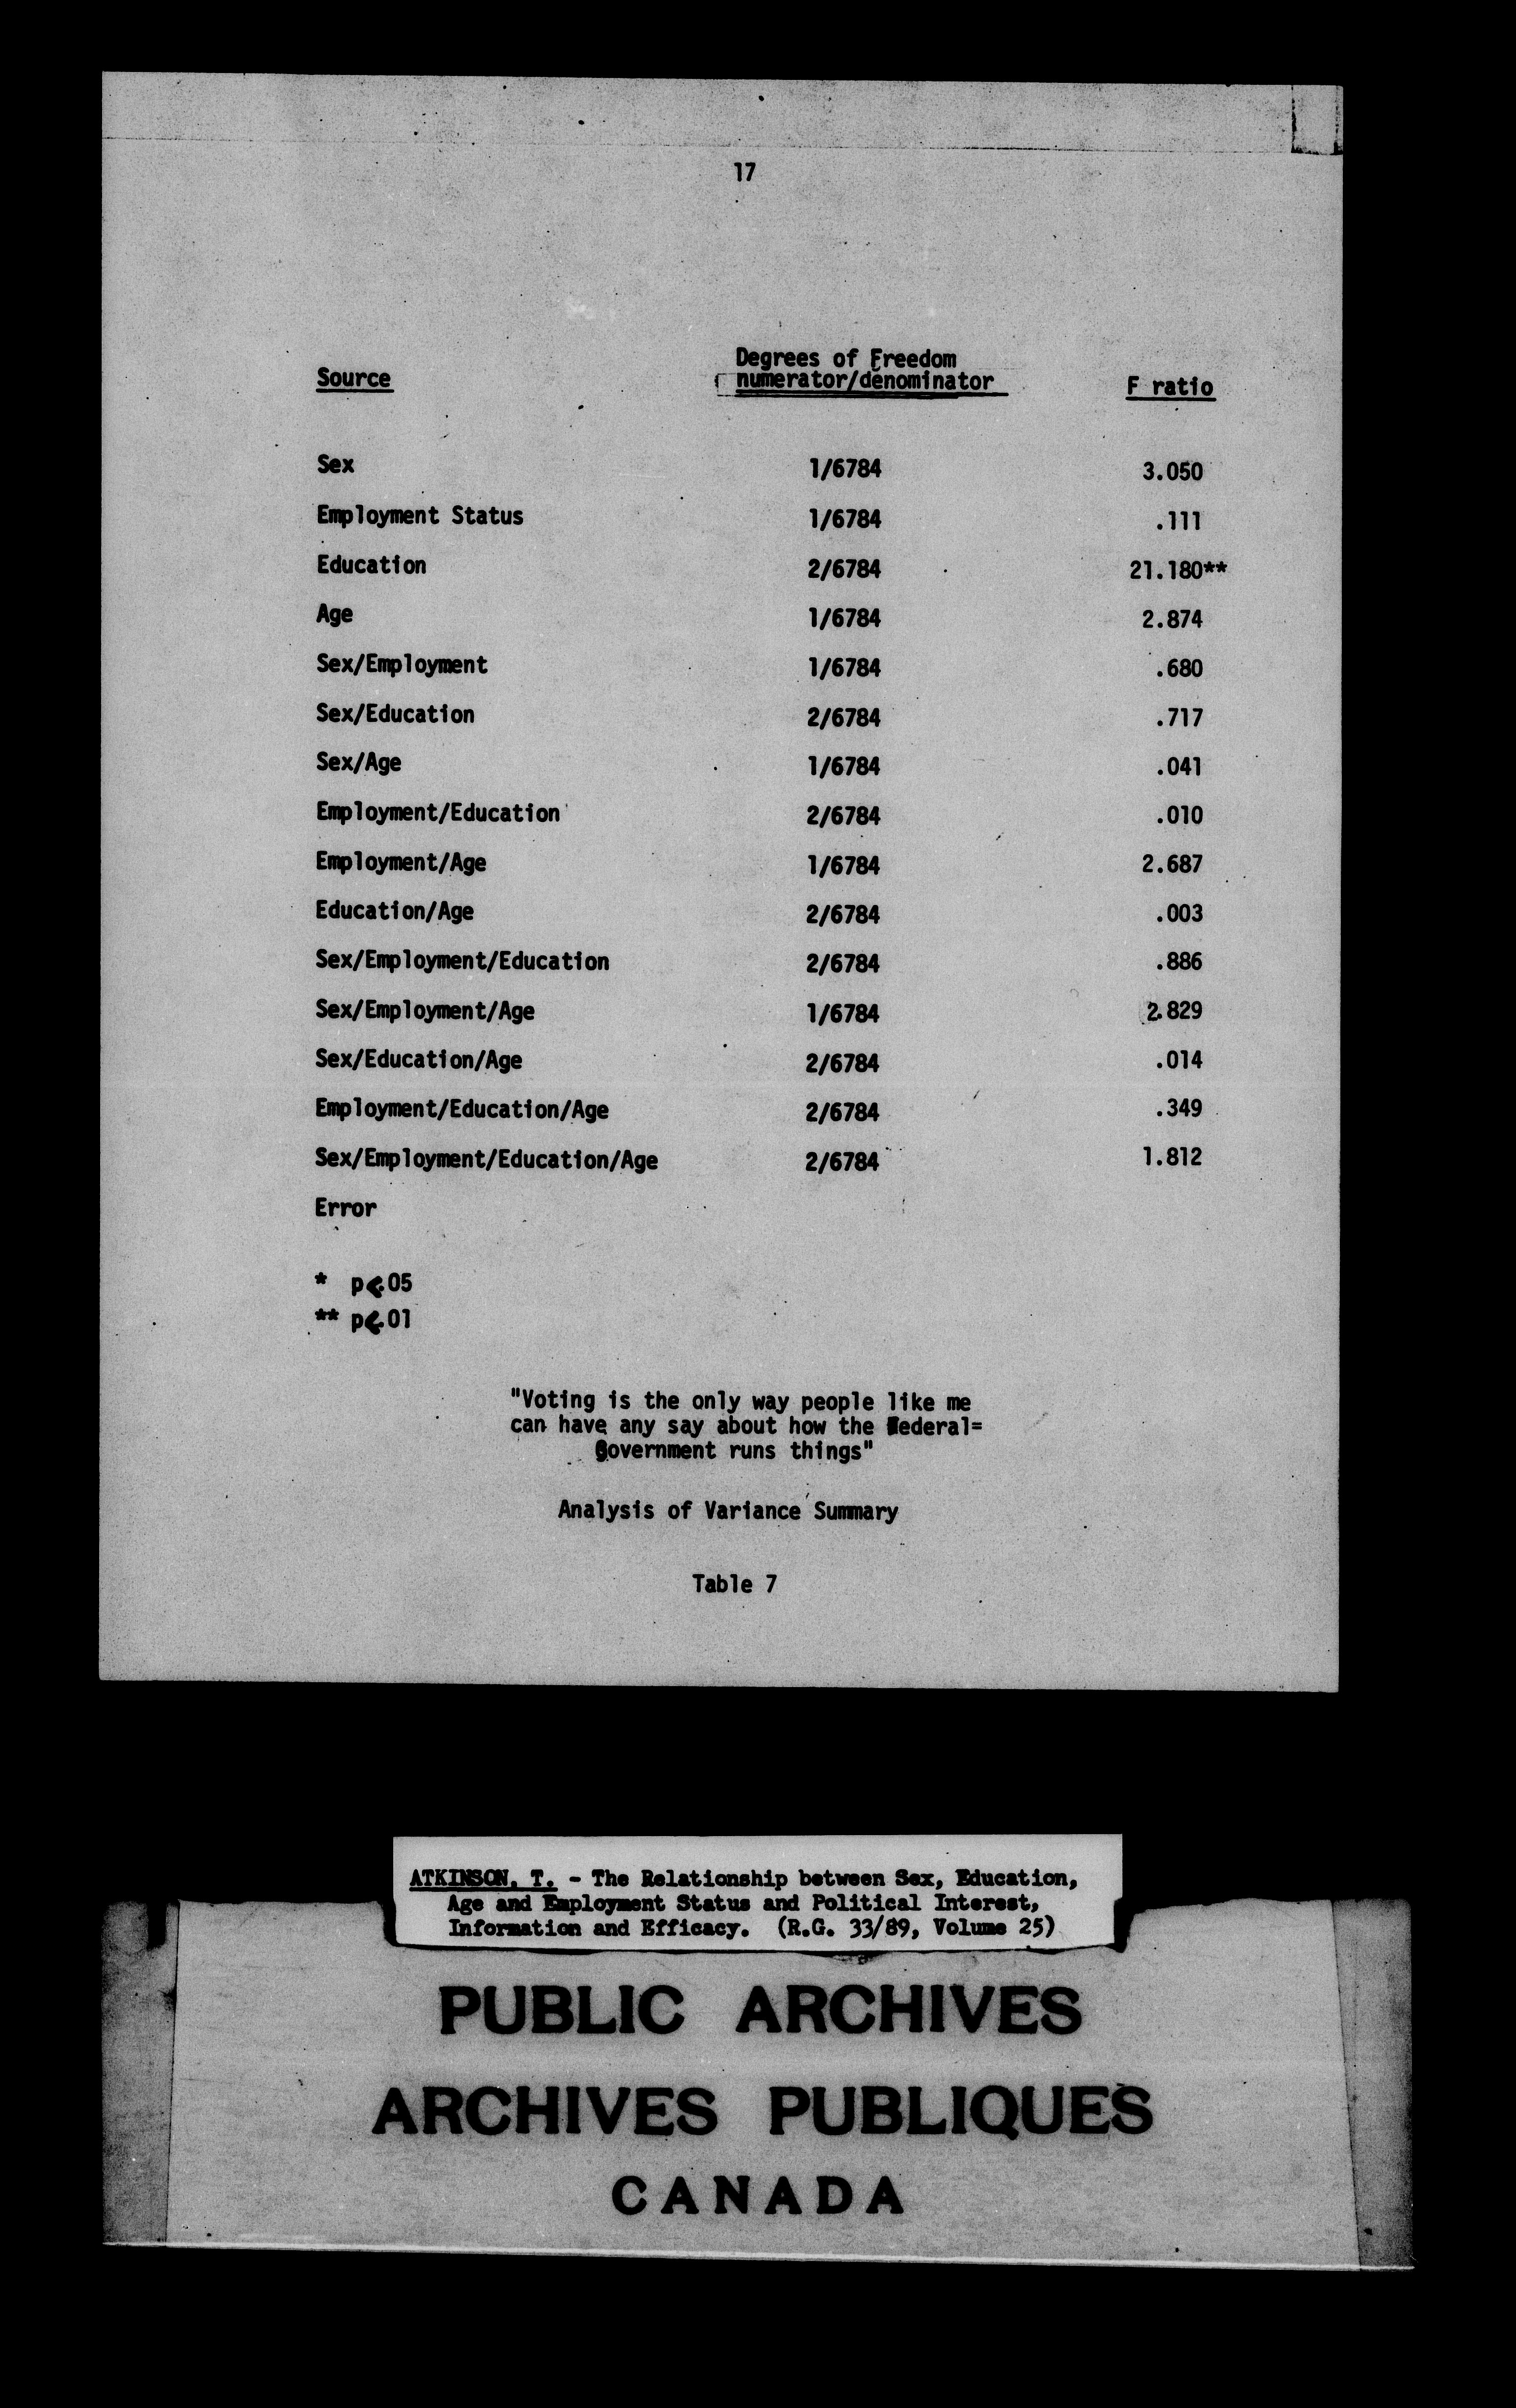 17
Source Degrees of Freedom numerator/denominator F ratio
Sex 1/6784 3.050
Employment Status 1/6784 .111
Education 2/6784 21.180**
Age 1/6784 2.874
Sex/Employment 1/6784 .680
Sex/Education 2/6784 .717
Sex/Age 1/6784 .041
Employment/Education 2/6784 .010
Employment/Age 1/6784 2.687
Education/Age 2/6784 .003
Sex/Employment/Education 2/6784 .886
Sex/Employment/Age 1/6784 2.829
Sex/Education/Age 2/6784 .014
Employment/Education/Age 2/6784 .349
Sex/Employment/Education/Age 2/6784 1.812
Error
* p<.05
** p<.01
"Voting is the only way people like me
can have any say about how the Federal=
Government runs things"
Analysis of Variance Summary
Table 7
ATKINSON, T. - The Relationship between Sex, Education,
Age and Employment Status and Political Interest,
Information and Efficacy. (R.G. 33/89, Volume 25)
PUBLIC ARCHIVES
ARCHIVES PUBLIQUES
CANADA